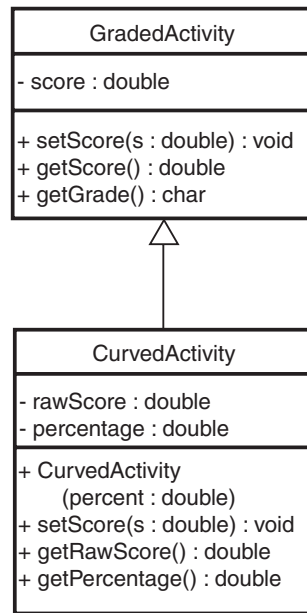 GradedActivity
- score : double
+ setScore(s : double) : void
+ getScore() : double
+ getGrade() : char
CurvedActivity
- rawScore : double
- percentage : double
+ CurvedActivity
(percent : double)
+ setScore(s : double) : void
+ getRawScore() : double
+ getPercentage() : double